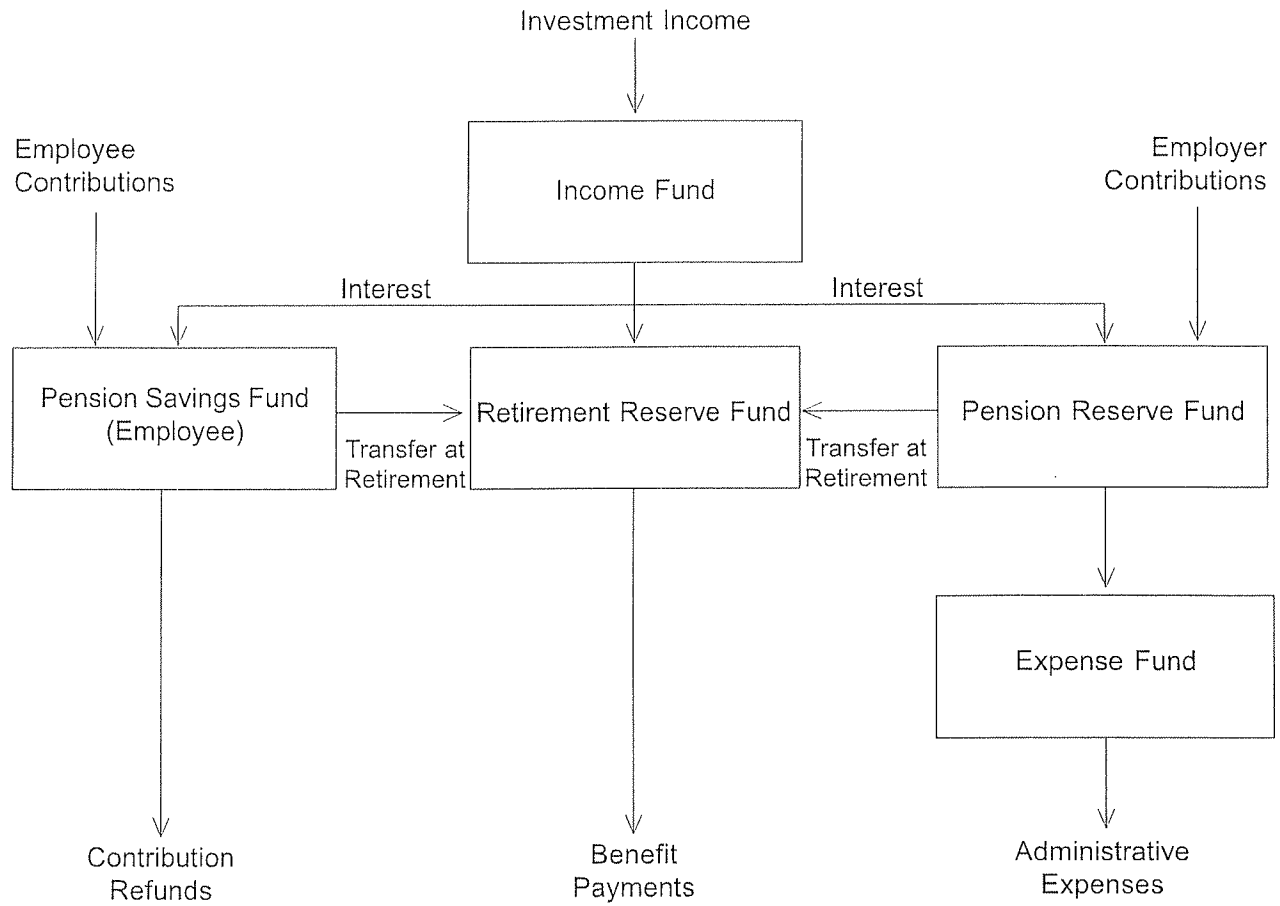 Investment Income
Employee
Contributions
Employer
Contributions
Income Fund
Interest
Interest
Pension Savings Fund
(Employee)
Retirement Reserve Fund
Pension Reserve Fund
Transfer at
Retirement
Transfer at
Retirement
Expense Fund
Contribution
Refunds
Benefit
Payments
Administrative
Expenses